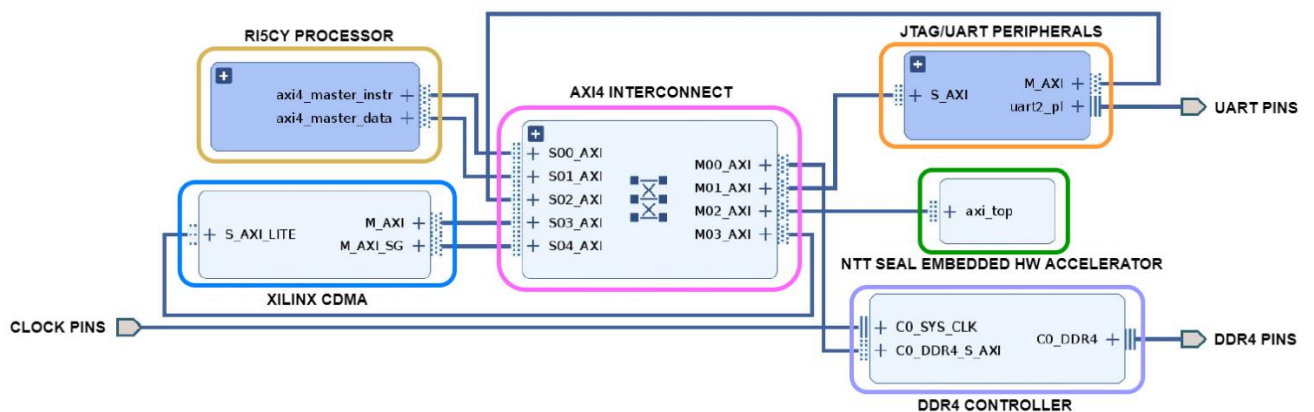 RI5CY PROCESSOR
axi4_master_instr
axi4_master_data
AXI4 INTERCONNECT
S00_AXI
S01_AXI
S02_AXI
S03_AXI
S04_AXI
M00_AXI
M01_AXI
M02_AXI
M03_AXI
JTAG/UART PERIPHERALS
S_AXI
M_AXI
uart2_pl
UART PINS
S_AXI_LITE
M_AXI
M_AXI_SG
XILINX CDMA
axi_top
NTT SEAL EMBEDDED HW ACCELERATOR
CLOCK PINS
C0_SYS_CLK
C0_DDR4_S_AXI
C0_DDR4
DDR4 PINS
DDR4 CONTROLLER